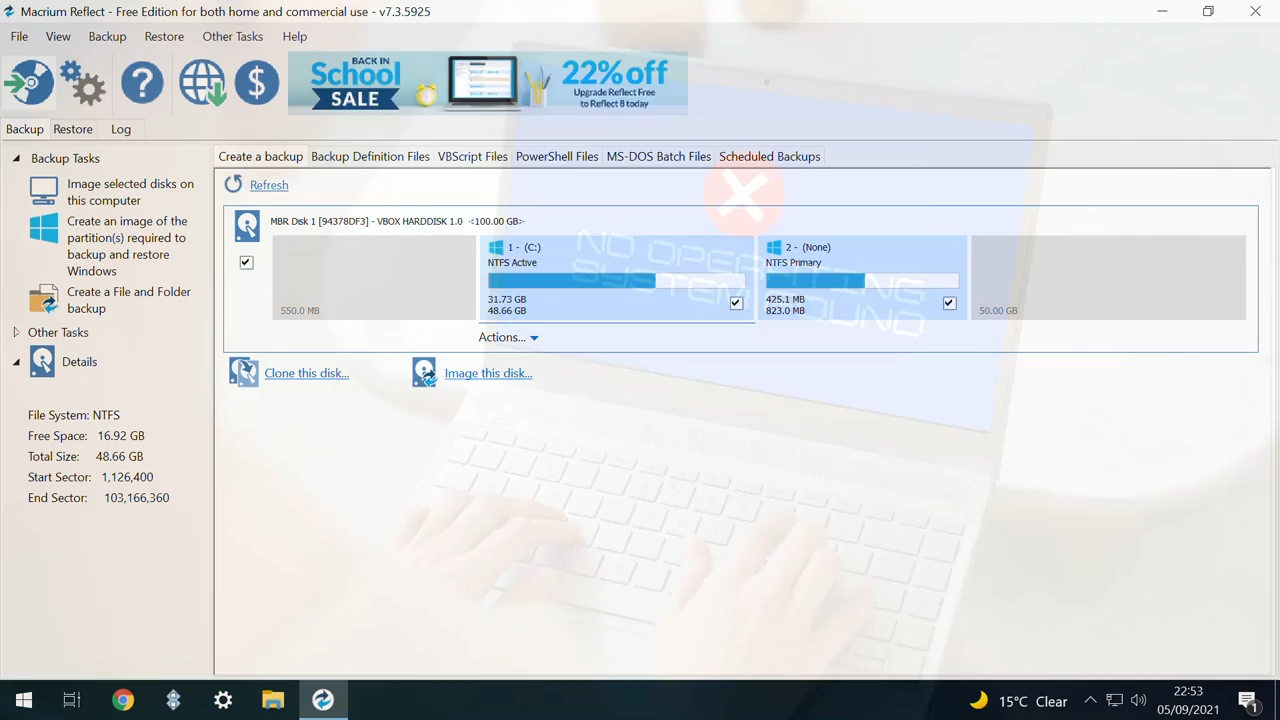 Macrium Reflect - Free Edition for both home and commercial use - v7.3.5925
File View Backup Restore Other Tasks Help
BACK IN
School
SALE
22% off
Upgrade Reflect Free
to Reflect 8 today
Backup Restore Log
Backup Tasks
Image selected disks on
this computer
Create an image of the
partition(s) required to
backup and restore
Windows
Create a File and Folder
backup
Other Tasks
Details
File System: NTFS
Free Space: 16.92 GB
Total Size: 48.66 GB
Start Sector: 1,126,400
End Sector: 103,166,360
Create a backup Backup Definition Files VBScript Files PowerShell Files MS-DOS Batch Files Scheduled Backups
Refresh
MBR Disk 1 [94378DF3] - VBOX HARDDISK 1.0 <100.00 GB>
550.0 MB
1 - (C:)
NTFS Active
31.73 GB
48.66 GB
2 - (None)
NTFS Primary
425.1 MB
823.0 MB
50.00 GB
NO OPERATING
SYSTEM FOUND
Actions...
Clone this disk... Image this disk...
15°C Clear
22:53
05/09/2021
1